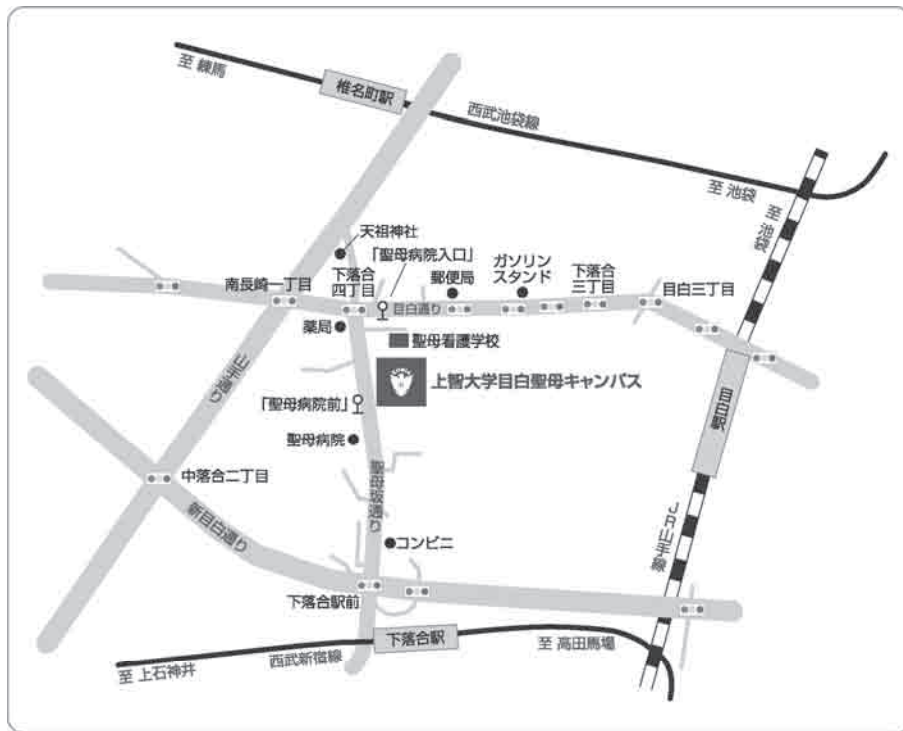 至 練馬
椎名町駅
西武池袋線
至 池袋
至 池袋
天祖神社
「聖母病院入口」
ガソリン
スタンド
郵便局
下落合
三丁目
下落合
四丁目
南長崎一丁目
目白三丁目
目白通り
薬局
聖母看護学校
山手通り
上智大学目白聖母キャンパス
「聖母病院前」
目白駅
聖母病院
中落合二丁目
聖母坂通り
新目白通り
JR山手線
コンビニ
下落合駅前
下落合駅
至 高田馬場
西武新宿線
至 上石神井